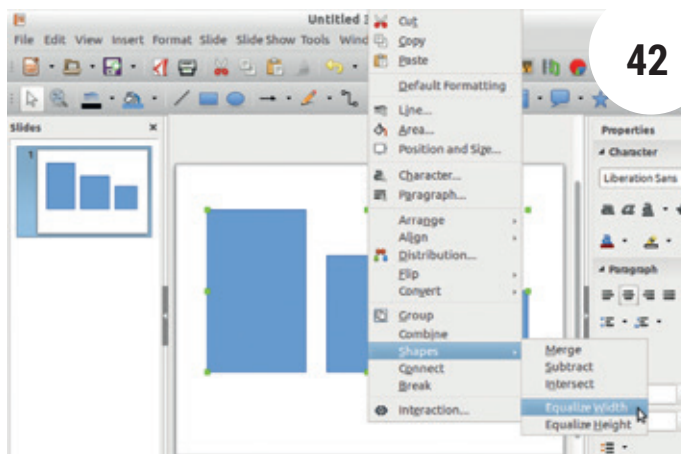 Untitled
42
File Edit View Insert Format Slide Slide Show Tools
Slides
1
Cut
Copy
Paste
Default Formatting
Line...
Area...
Position and Size...
Character...
Paragraph...
Arrange
Align
Distribution...
Flip
Convert
Group
Combine
Shapes
Connect
Break
Interaction...
Merge
Subtract
Intersect
Equalize Width
Equalize Height
Properties
Character
Liberation Sans
Paragraph